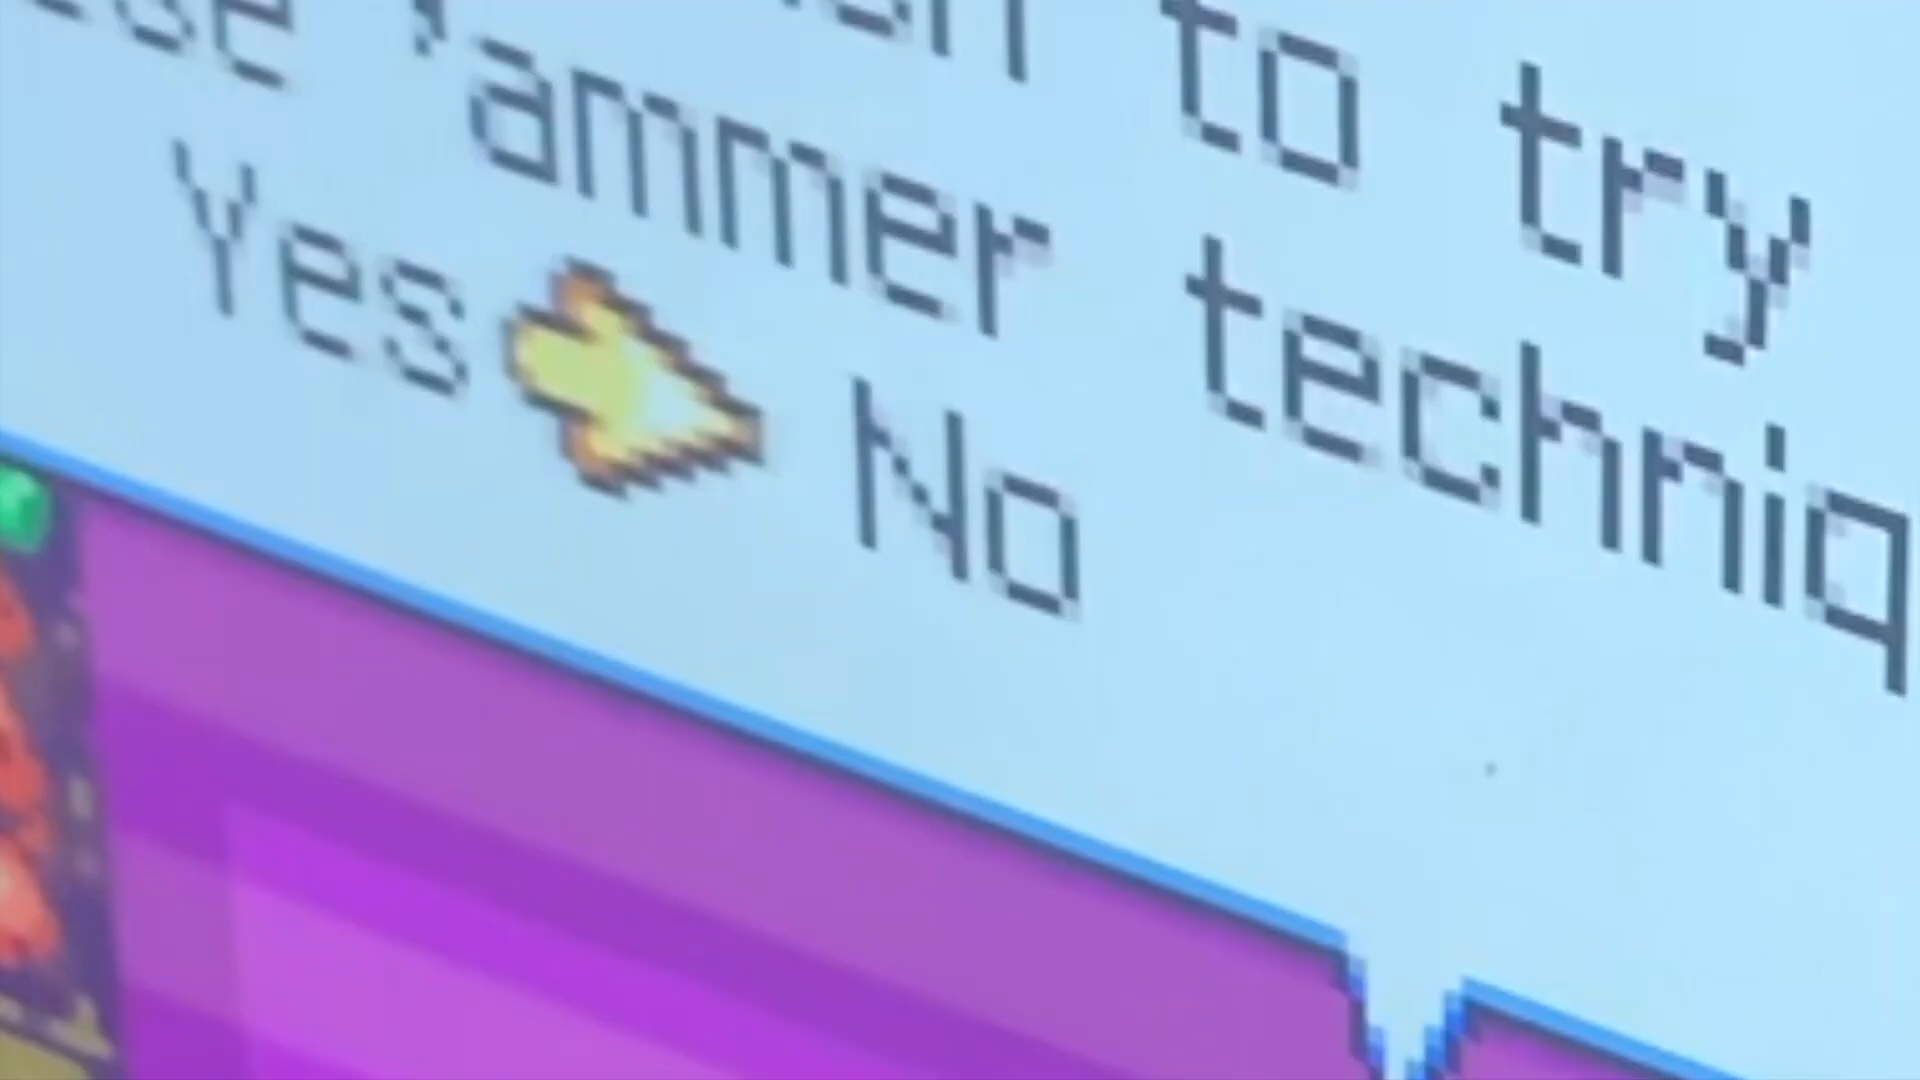 to try
'ammer techniq
Yes No